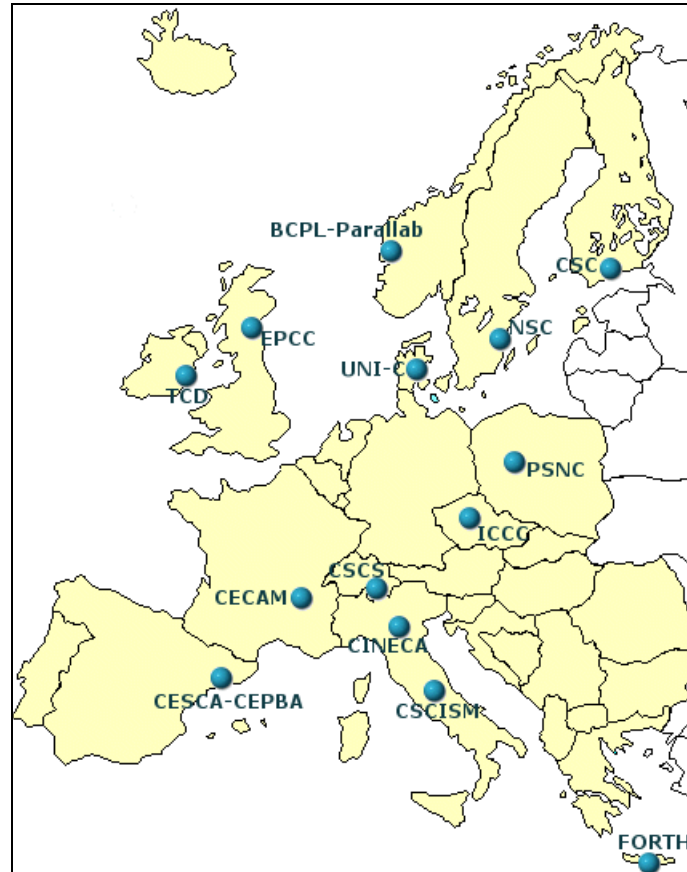 BCPL-Parallab
CSC
EPCC
NSC
UNI-C
TCD
PSNC
ICCC
CSCS
CECAM
CINECA
CESCA-CEPBA
CSCISM
FORTH